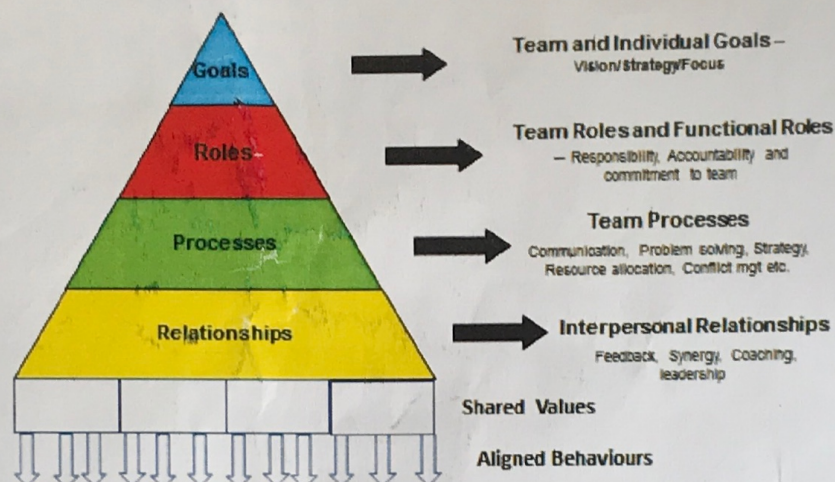 Goals
Team and Individual Goals –
Vision/Strategy/Focus
Roles
Team Roles and Functional Roles
– Responsibility, Accountability and
commitment to team
Processes
Team Processes
Communication, Problem solving, Strategy,
Resource allocation, Conflict mgt etc.
Relationships
Interpersonal Relationships
Feedback, Synergy, Coaching,
leadership
Shared Values
Aligned Behaviours